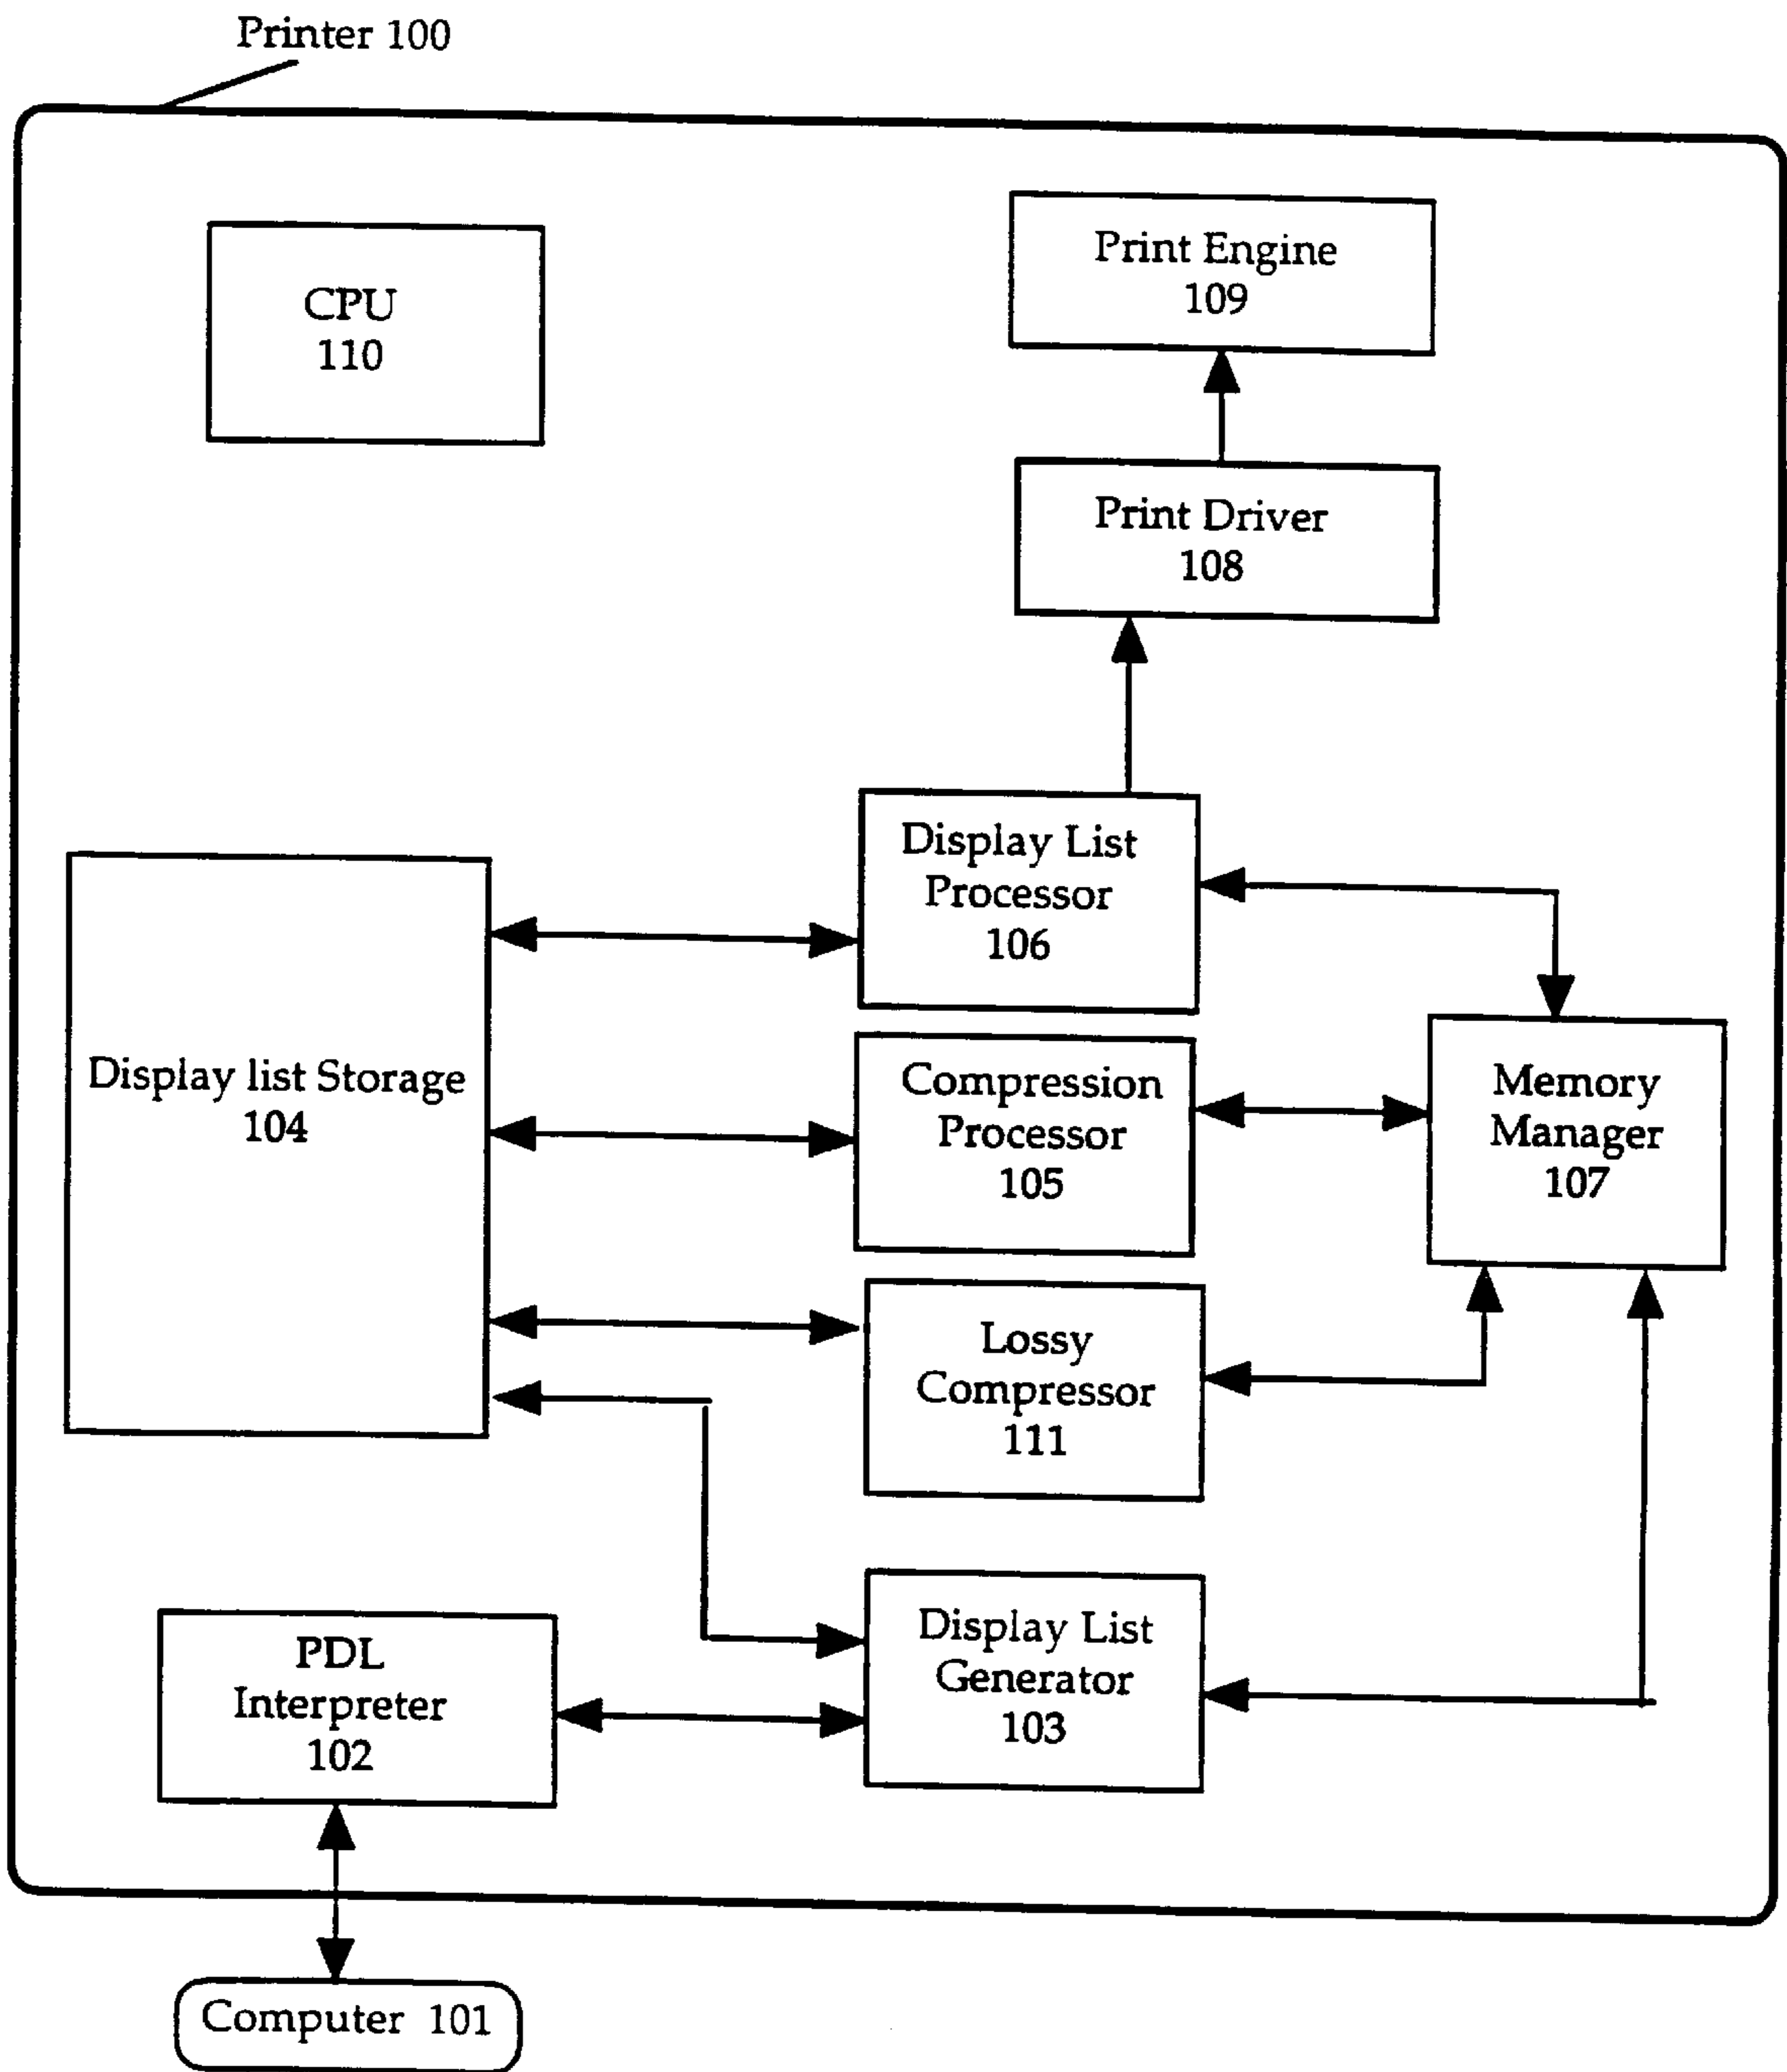 Printer 100
CPU
110
Print Engine
109
Print Driver
108
Display List
Processor
106
Display list Storage
104
Compression
Processor
105
Memory
Manager
107
Lossy
Compressor
111
PDL
Interpreter
102
Display List
Generator
103
Computer 101